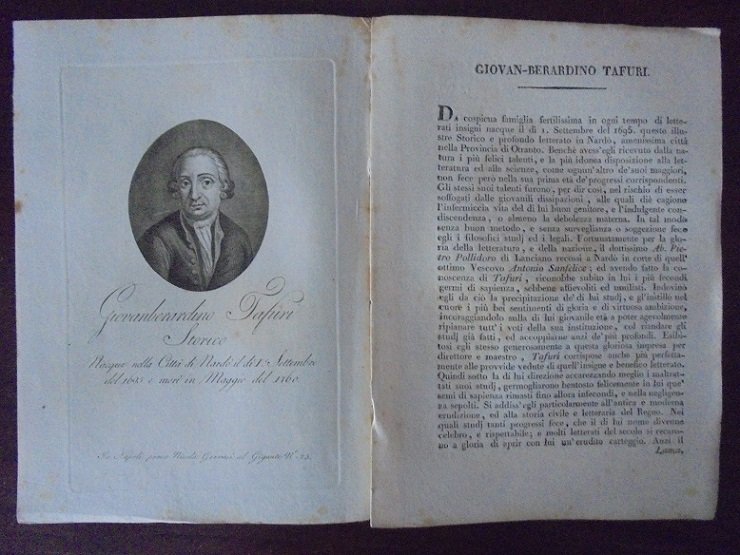 Giovanberardino Tafuri
Storico
Nacque nella Città di Nardò il dì 1º Settembre
del 1695 e morì in Maggio del 1760.
In Napoli presso Nicola Gervasi al Gigante Nº 23.
GIOVAN-BERARDINO TAFURI.
DA cospicua famiglia fertilissima in ogni tempo di lette-
rati insigni nacque il dì 1. Settembre del 1695. questo illu-
stre Storico e profondo letterato in Nardò, amenissima città
nella Provincia di Otranto. Benchè avess'egli ricevuta dalla na-
tura i più felici talenti, e la più idonea disposizione alla let-
teratura ed alle scienze, come ognun'altro de' suoi maggiori,
non fece però nella sua prima età de' progressi corrispondenti.
Gli stessi suoi talenti furono, per dir così, nel rischio di esser
soffogati dalle giovanili dissipazioni, alle quali diè cagione
l'infermiccia vita del di lui buon genitore, e l'indulgente con-
discendenza, o almeno la debolezza materna. In tal modo
senza buon metodo, e senza surveglianza o soggezione fece
egli i filosofici studj ed i legali. Fortunatamente per la glo-
ria della letteratura, e della nazione, il dottissimo Ab. Pie-
tro Pollidoro di Lanciano recossi a Nardò in corte di quell'
ottimo Vescovo Antonio Sanfelice; ed avendo fatto la co-
noscenza di Tafuri, riconobbe subito in lui i più fecondi
germi di sapienza, sebbene affievoliti ed umiliati. Indovino
egli da ciò la precipitazione de' di lui studj, e gl'instillò nel
cuore i più bei sentimenti di gloria e di virtuosa ambizione,
incoraggiandolo sulla di lui giovanile età a poter agevolmente
ripianare tutt' i voti della sua instituzione, col riandare gli
studj già fatti, ed accoppiarne anzi de' più profondi. Esibi-
tosi egli stesso generosamente a questa gloriosa impresa per
direttore e maestro, Tafuri corrispose anche più perfetta-
mente alle provvide vedute di quell'insigne e benefico letterato.
Quindi sotto la di lui direzione accarezzando meglio i maltrat-
tati suoi studj, germogliarono bentosto felicemente in lui que'
semi di sapienza rimasti fino allora infecondi, e nella negligen-
za sepolti. Si addiss'egli particolarmente all'antica e moderna
erudizione, ed alla storia civile e letteraria del Regno. Nei
quali studj tanti progressi fece, che il di lui nome divenne
celebro, e rispettabile; e molti letterati del secolo si recaro-
no a gloria di aprir con lui un'erudito carteggio. Anzi il